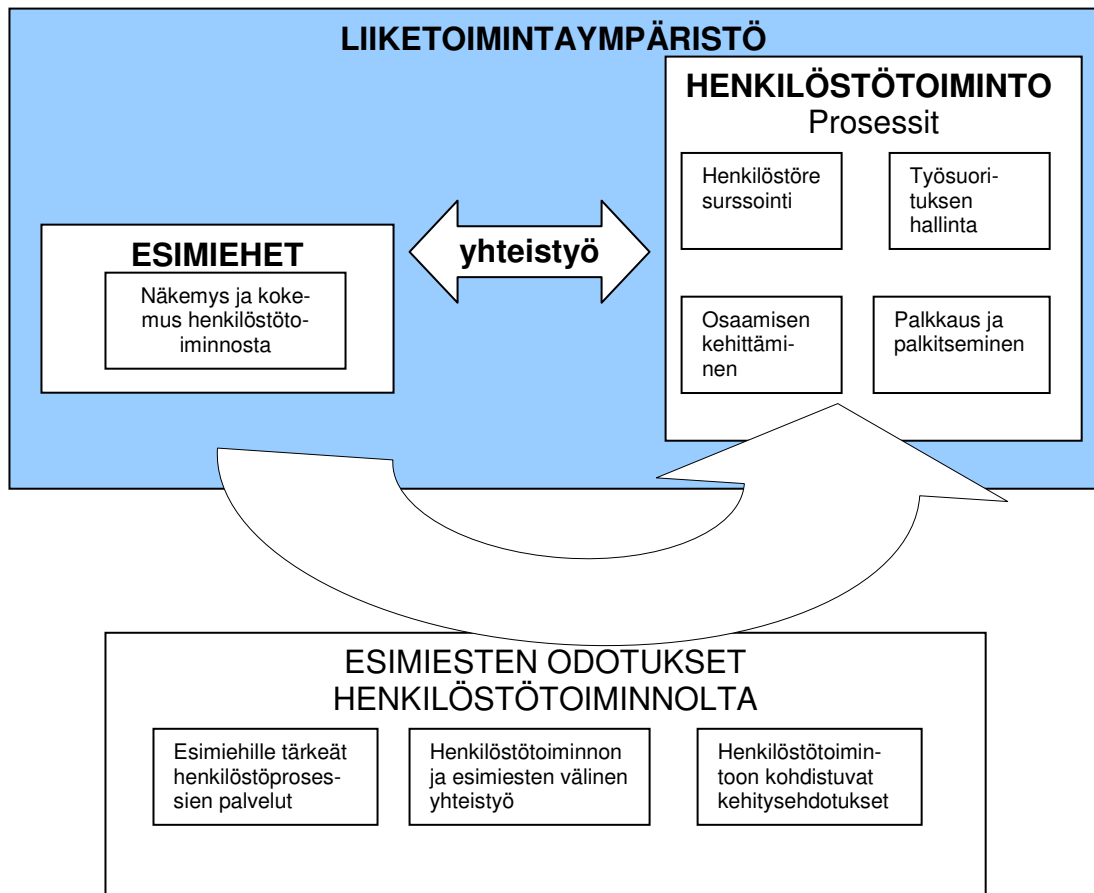 LIIKETOIMINTAYMPÄRISTÖ
HENKILÖSTÖTOIMINTO
Prosessit
Henkilöstöre
surssointi
Työsuori-
tuksen
hallinta
ESIMIEHET
Näkemys ja koke-
mus henkilöstöto-
iminnosta
yhteistyö
Osaamisen
kehittämi-
nen
Palkkaus ja
palkitseminen
ESIMIESTEN ODOTUKSET
HENKILÖSTÖTOIMINNOLTA
Esimiehille tärkeät
henkilöstöproses-
sien palvelut
Henkilöstötoiminnon
ja esimiesten välinen
yhteistyö
Henkilöstötoimin-
toon kohdistuvat
kehitysehdotukset